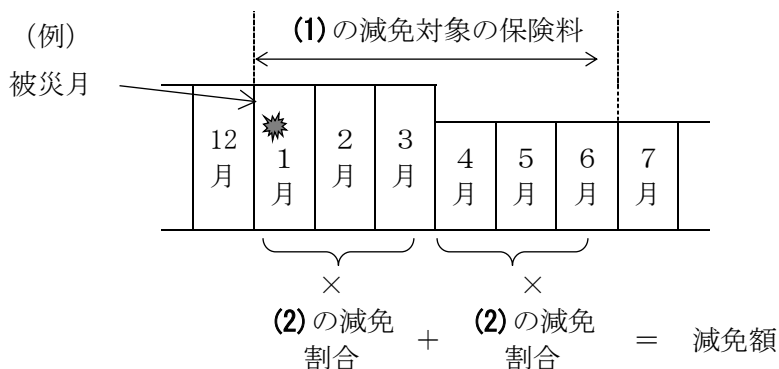 (例)
(1)の減免対象の保険料
被災月
12月
1月
2月
3月
4月
5月
6月
7月
× ×
(2)の減免割合 + (2)の減免割合 = 減免額